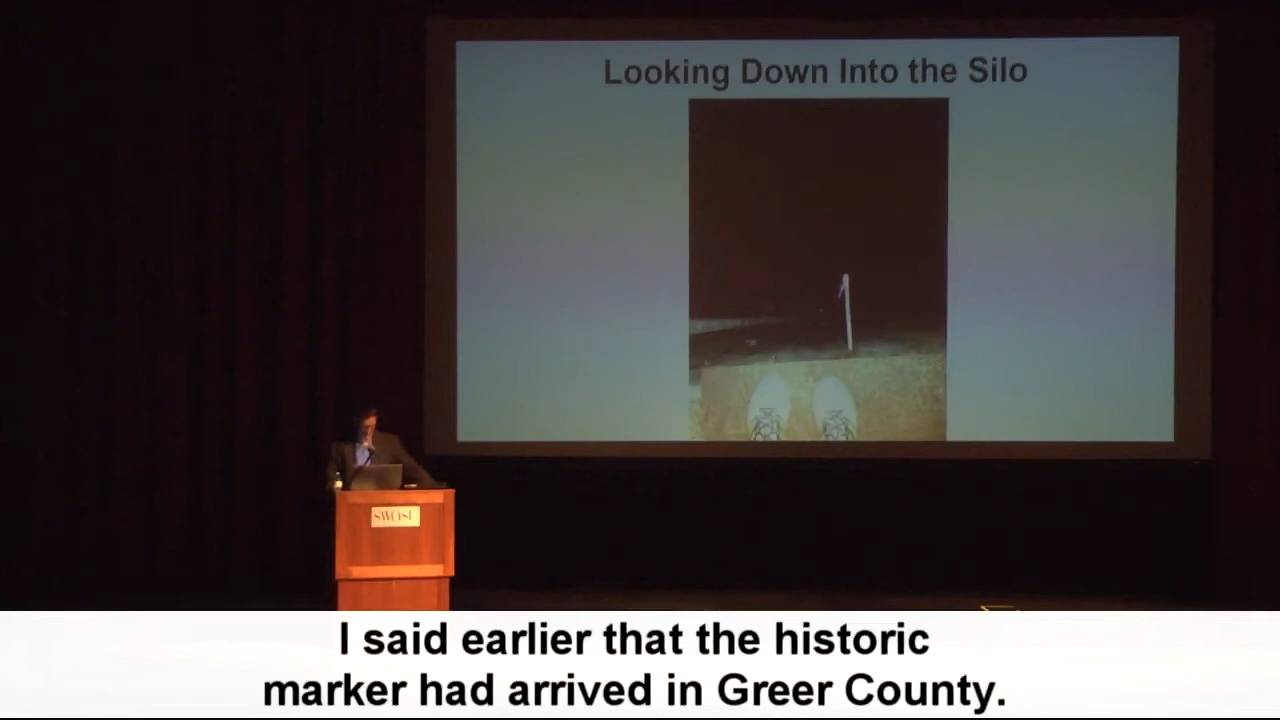 Looking Down Into the Silo
SWOSU
I said earlier that the historic
marker had arrived in Greer County.